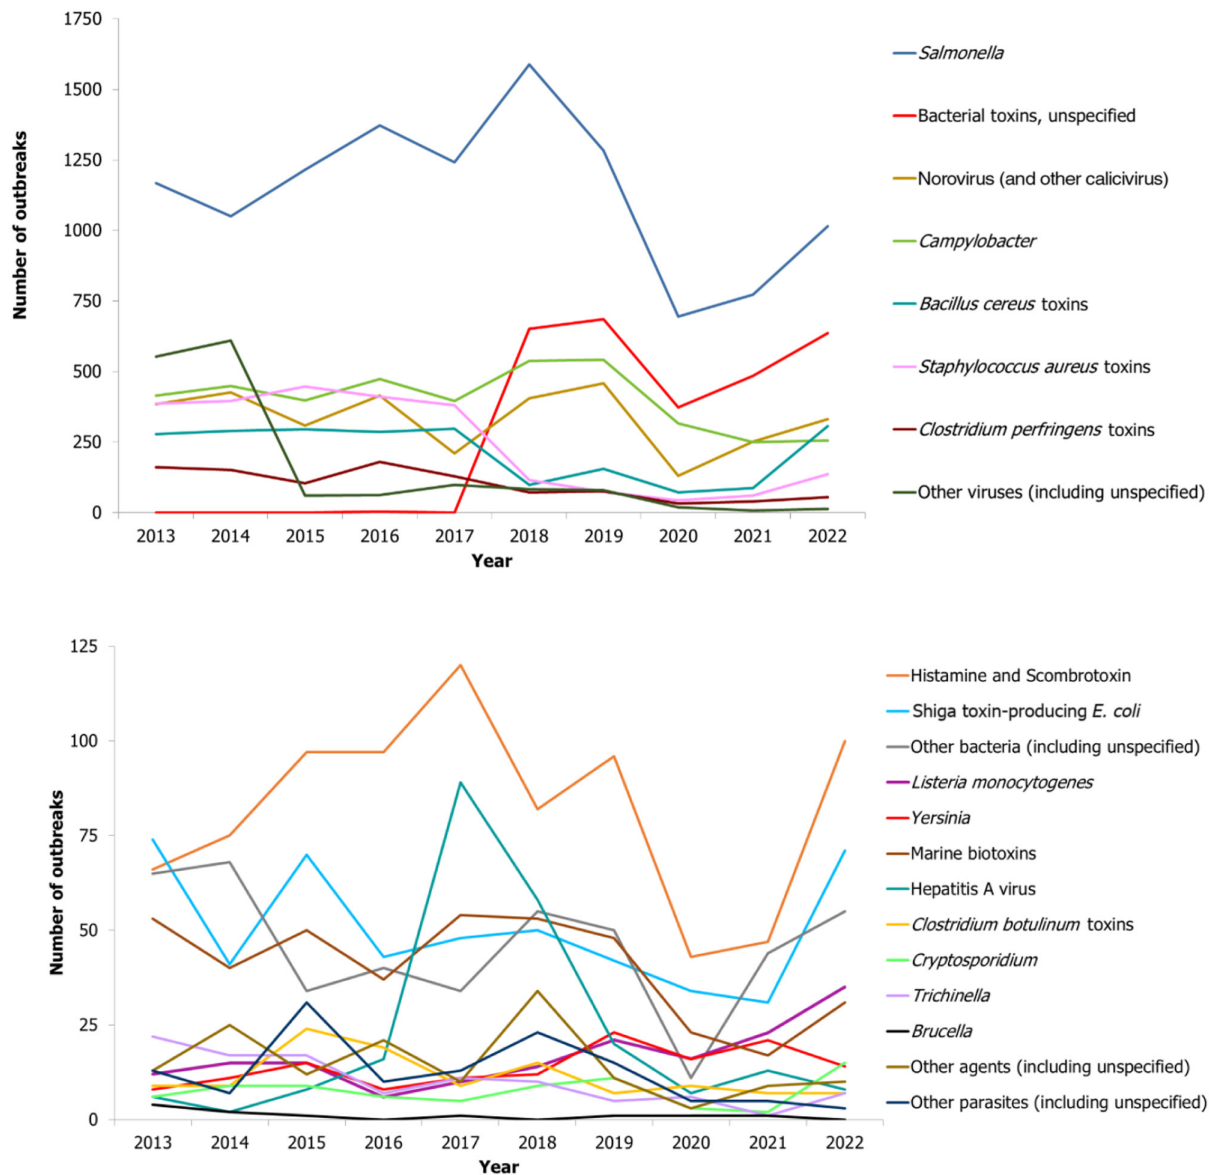 1750
1500
1250
1000
750
500
250
0
Number of outbreaks
2013 2014 2015 2016 2017 2018 2019 2020 2021 2022
Year
Salmonella
Bacterial toxins, unspecified
Norovirus (and other calicivirus)
Campylobacter
Bacillus cereus toxins
Staphylococcus aureus toxins
Clostridium perfringens toxins
Other viruses (including unspecified)
125
100
75
50
25
0
Number of outbreaks
2013 2014 2015 2016 2017 2018 2019 2020 2021 2022
Year
Histamine and Scombrotoxin
Shiga toxin-producing E. coli
Other bacteria (including unspecified)
Listeria monocytogenes
Yersinia
Marine biotoxins
Hepatitis A virus
Clostridium botulinum toxins
Cryptosporidium
Trichinella
Brucella
Other agents (including unspecified)
Other parasites (including unspecified)